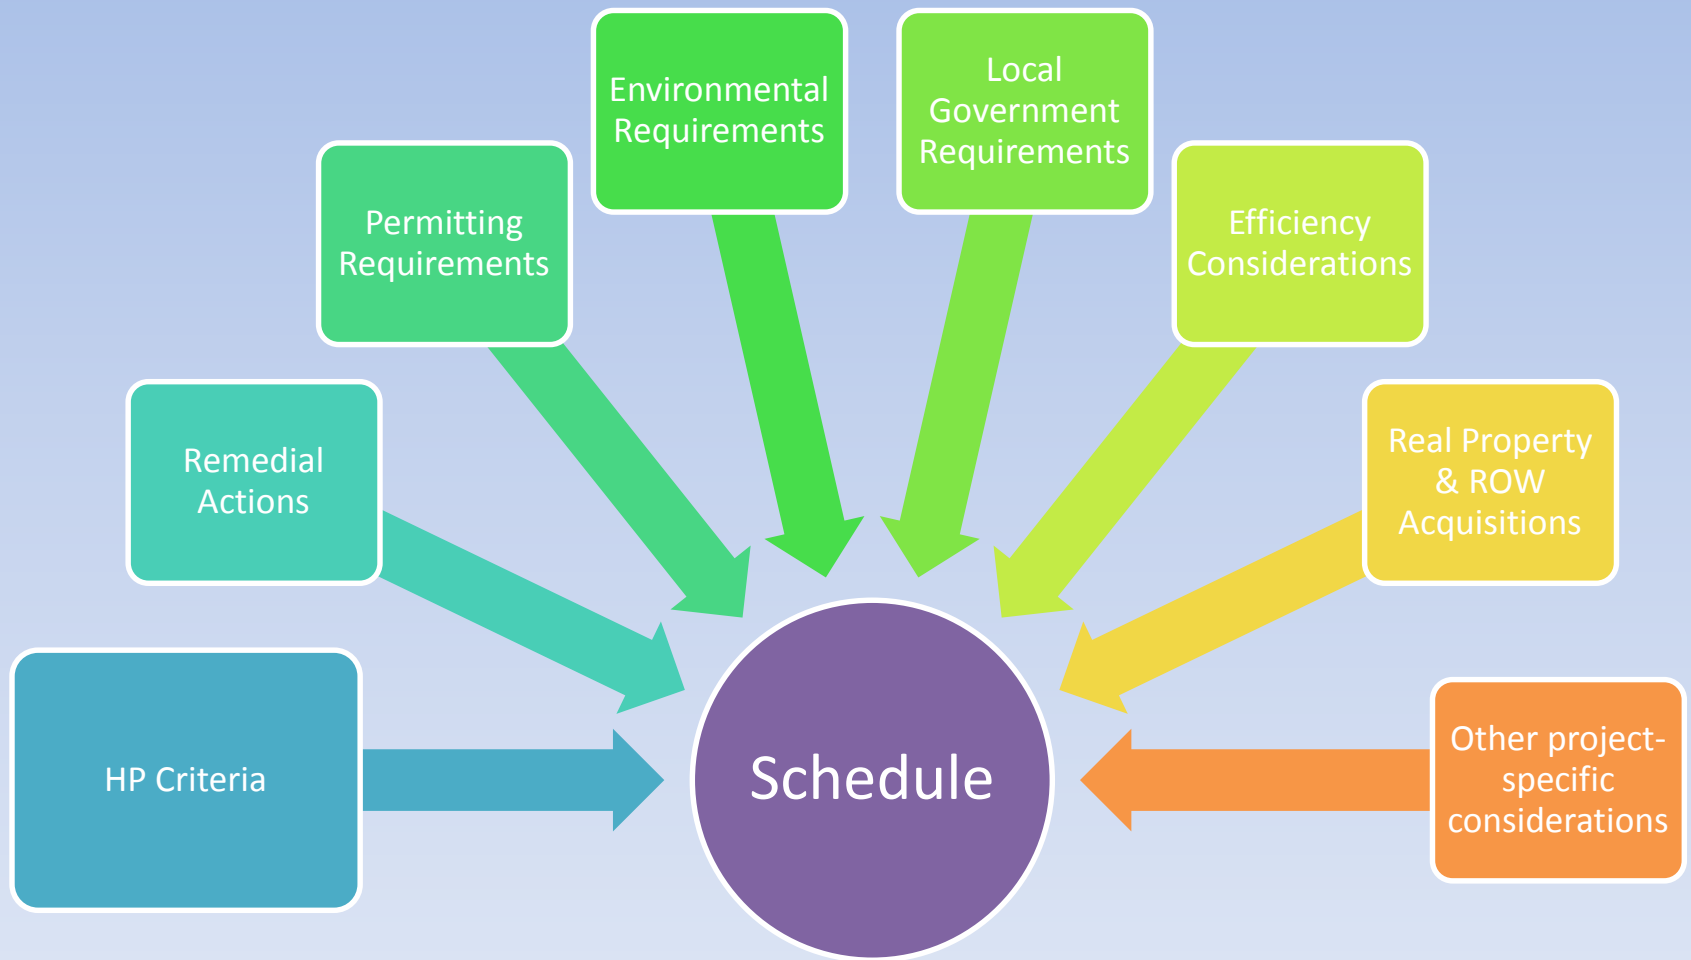 Environmental
Requirements
Local
Government
Requirements
Permitting
Requirements
Efficiency
Considerations
Remedial
Actions
Real Property
& ROW
Acquisitions
HP Criteria
Schedule
Other project-
specific
considerations